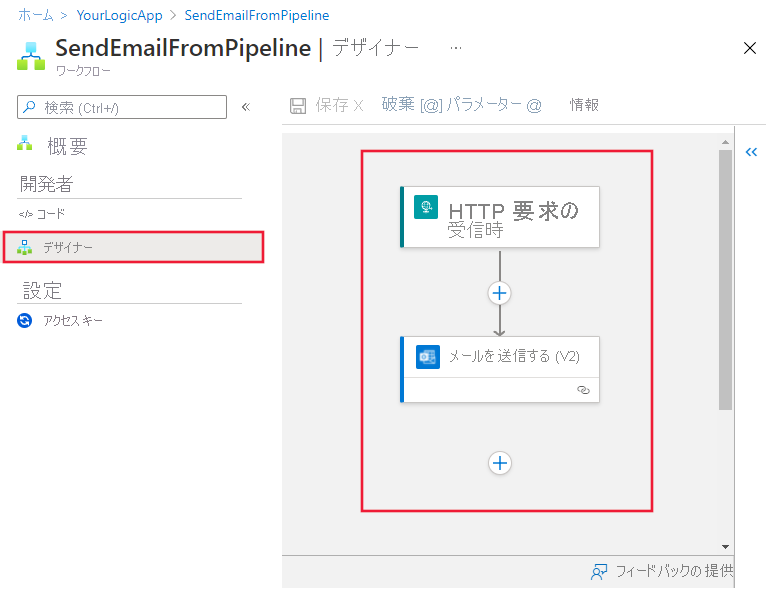 ホーム > YourLogicApp > SendEmailFromPipeline
SendEmailFromPipeline | デザイナー ...
ワークフロー
検索 (Ctrl+/) «
保存 X 破棄 [@] パラメーター @ 情報
概要
開発者
</> コード
デザイナー
設定
アクセス キー
HTTP 要求の
受信時
メールを送信する (V2)
フィードバックの提供